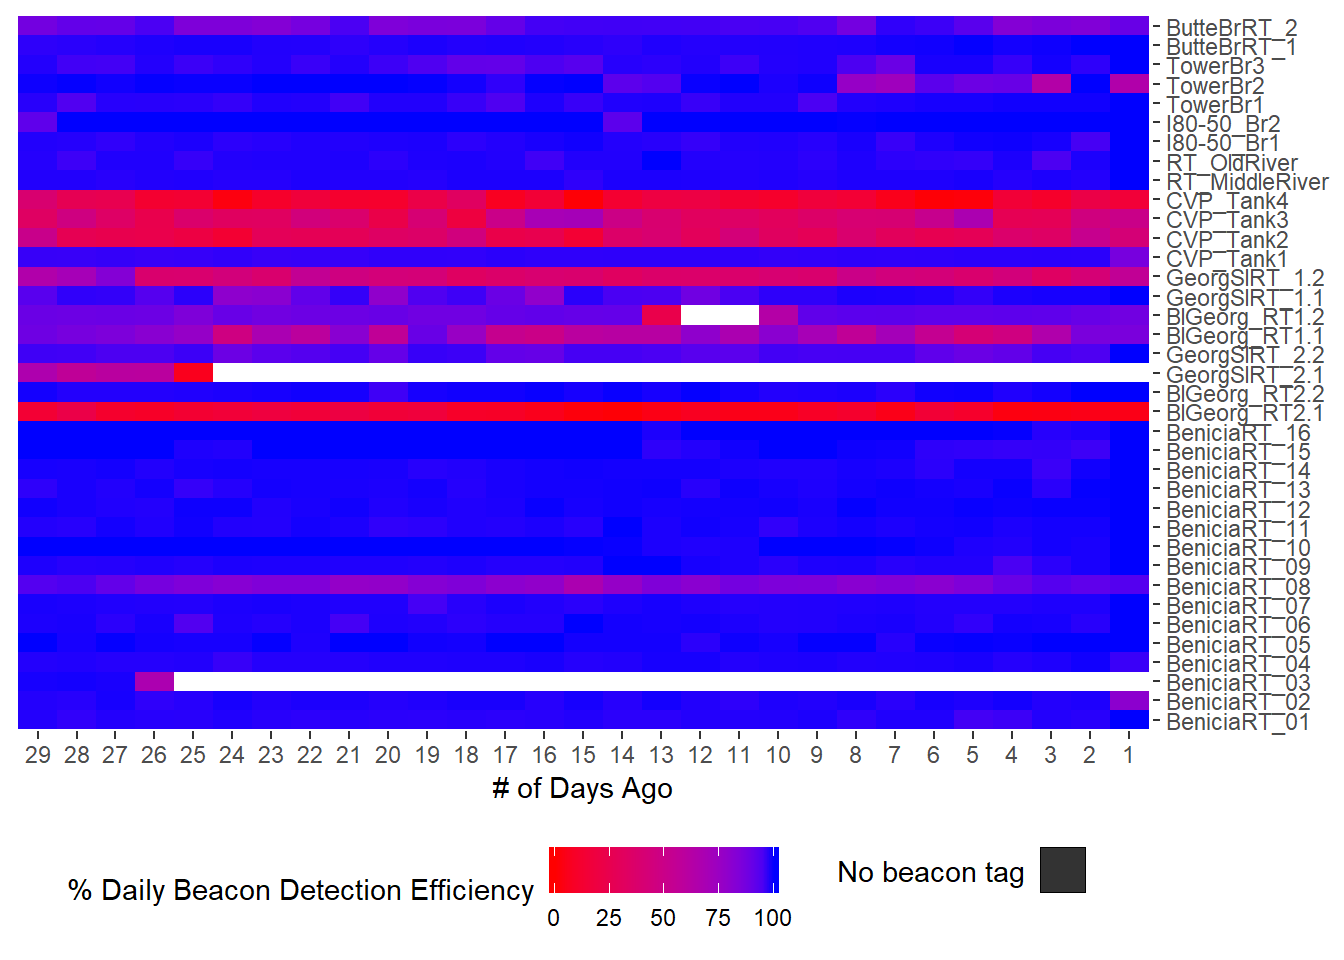 ButteBrRT_2
ButteBrRT_1
TowerBr3
TowerBr2
TowerBr1
I80-50_Br2
I80-50_Br1
RT_OldRiver
RT_MiddleRiver
CVP_Tank4
CVP_Tank3
CVP_Tank2
CVP_Tank1
GeorgSlRT_1.2
GeorgSlRT_1.1
BlGeorg_RT1.2
BlGeorg_RT1.1
GeorgSlRT_2.2
GeorgSlRT_2.1
BlGeorg_RT2.2
BlGeorg_RT2.1
BeniciaRT_16
BeniciaRT_15
BeniciaRT_14
BeniciaRT_13
BeniciaRT_12
BeniciaRT_11
BeniciaRT_10
BeniciaRT_09
BeniciaRT_08
BeniciaRT_07
BeniciaRT_06
BeniciaRT_05
BeniciaRT_04
BeniciaRT_03
BeniciaRT_02
BeniciaRT_01
29 28 27 26 25 24 23 22 21 20 19 18 17 16 15 14 13 12 11 10 9 8 7 6 5 4 3 2 1
# of Days Ago
% Daily Beacon Detection Efficiency
0 25 50 75 100
No beacon tag